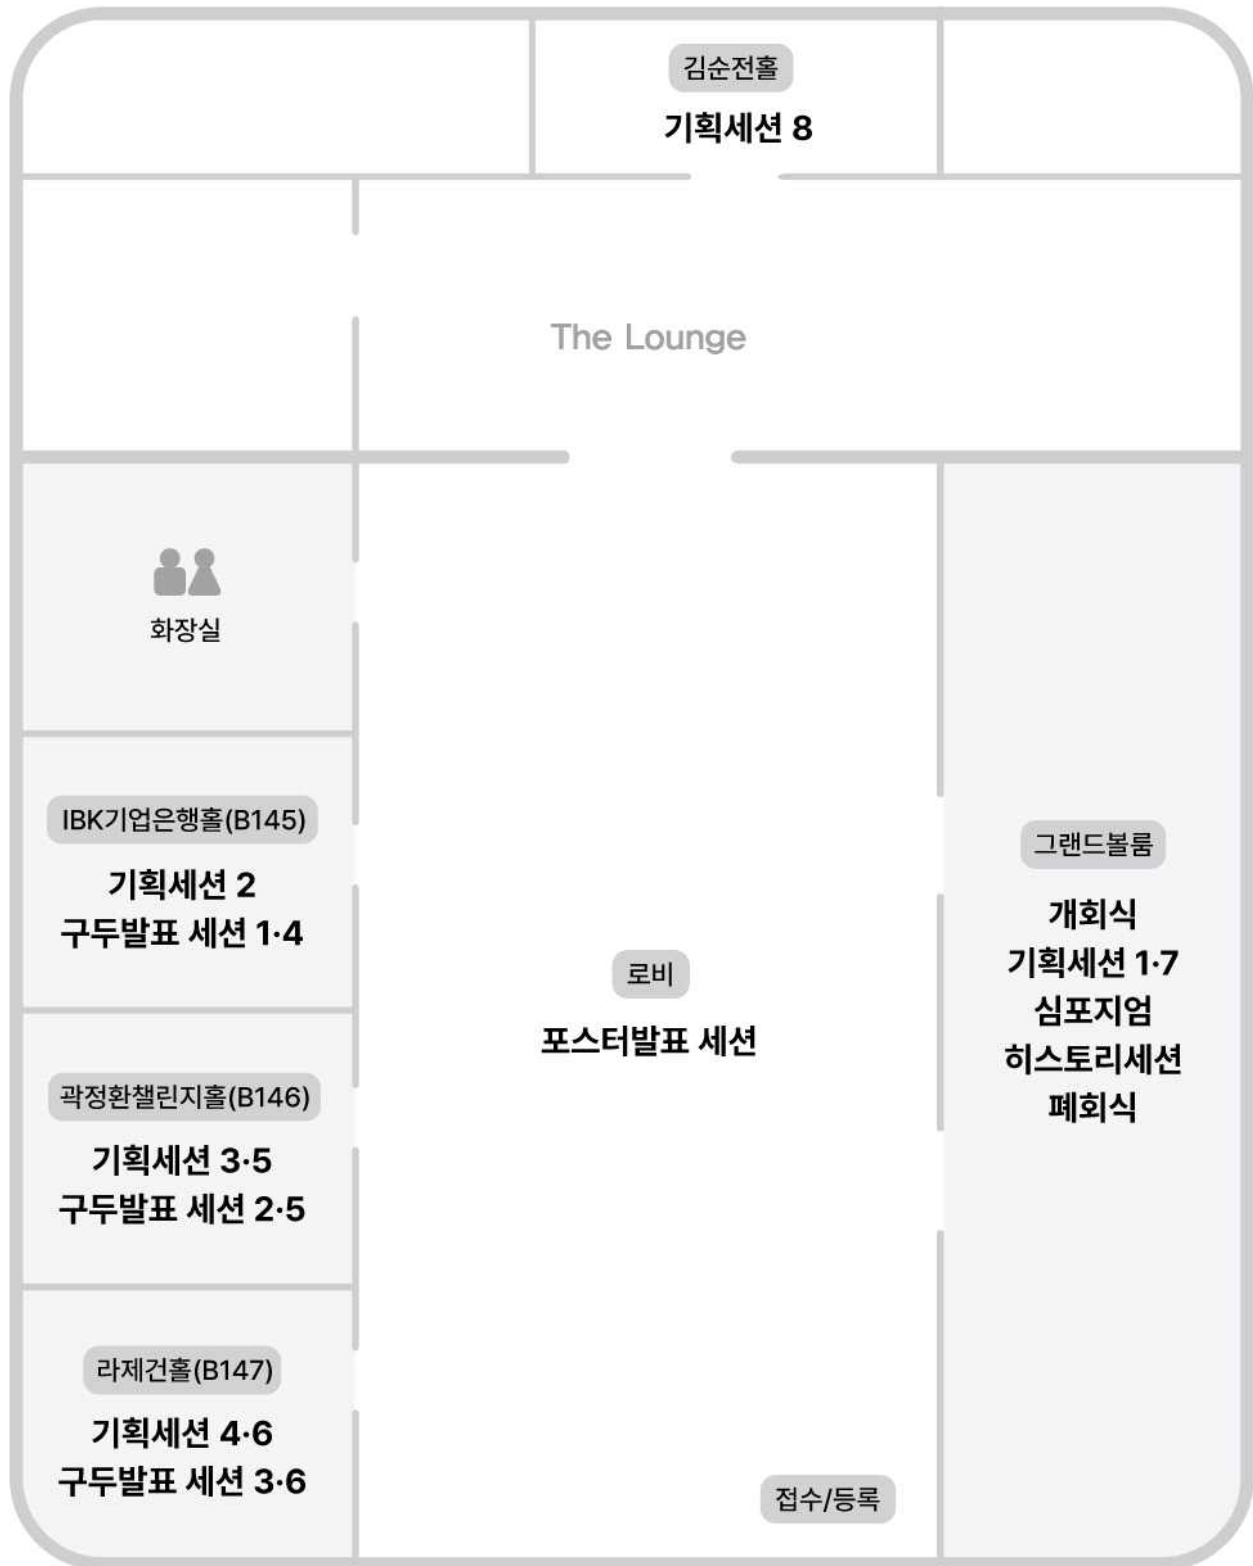 김순전홀
기획세션 8
The Lounge
화장실
IBK기업은행홀(B145)
기획세션 2
구두발표 세션 1·4
곽정환챌린지홀(B146)
기획세션 3·5
구두발표 세션 2·5
라제건홀(B147)
기획세션 4·6
구두발표 세션 3·6
로비
포스터발표 세션
접수/등록
그랜드볼룸
개회식
기획세션 1·7
심포지엄
히스토리세션
폐회식